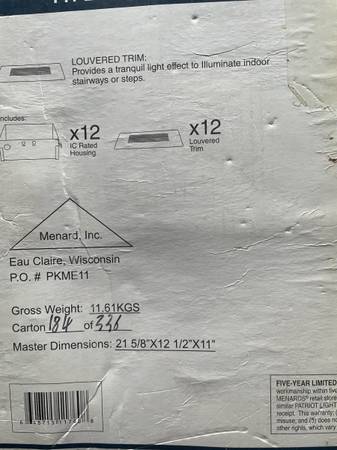 LOUVERED TRIM:
Provides a tranquil light effect to Illuminate indoor
stairways or steps.
ncludes:
x12
IC Rated
Housing
x12
Louvered
Trim
Menard, Inc.
Eau Claire, Wisconsin
P.O. # PKME11
Gross Weight: 11.61KGS
Carton 184 of 336
Master Dimensions: 21 5/8"X12 1/2"X11"
FIVE-YEAR LIMITED
workmanship within five
MENARDS® retail store
similar PATRIOT LIGHT
receipt. This warranty: (
misuse; and (5) does no
other rights, which vary